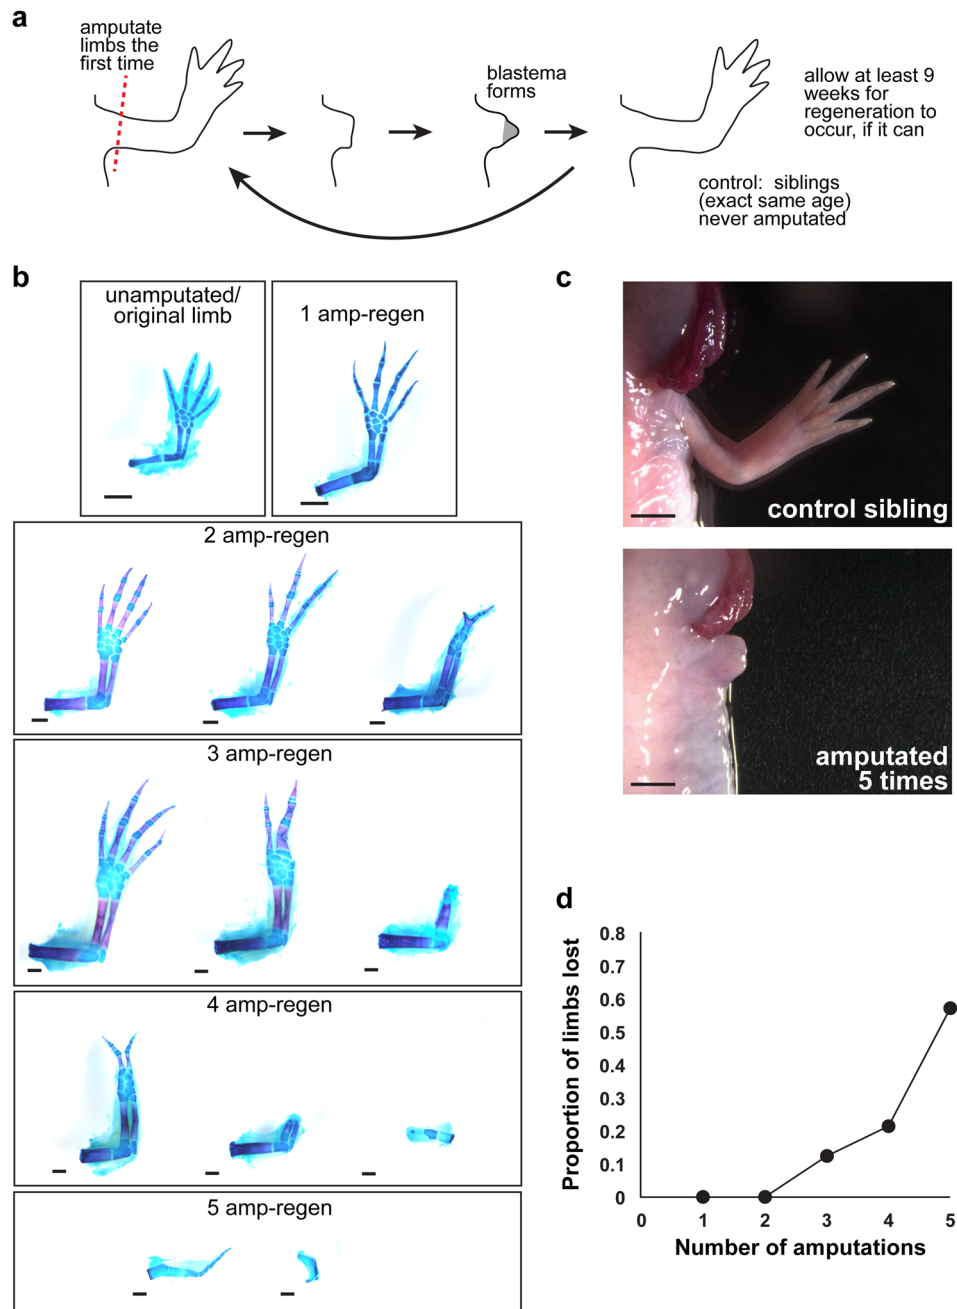 a
amputate
limbs the
first time
blastema
forms
allow at least 9
weeks for
regeneration to
occur, if it can
control: siblings
(exact same age)
never amputated
b
unamputated/
original limb
1 amp-regen
2 amp-regen
3 amp-regen
4 amp-regen
5 amp-regen
c
control sibling
amputated
5 times
d
Proportion of limbs lost
0.8
0.7
0.6
0.5
0.4
0.3
0.2
0.1
0
0 1 2 3 4 5
Number of amputations